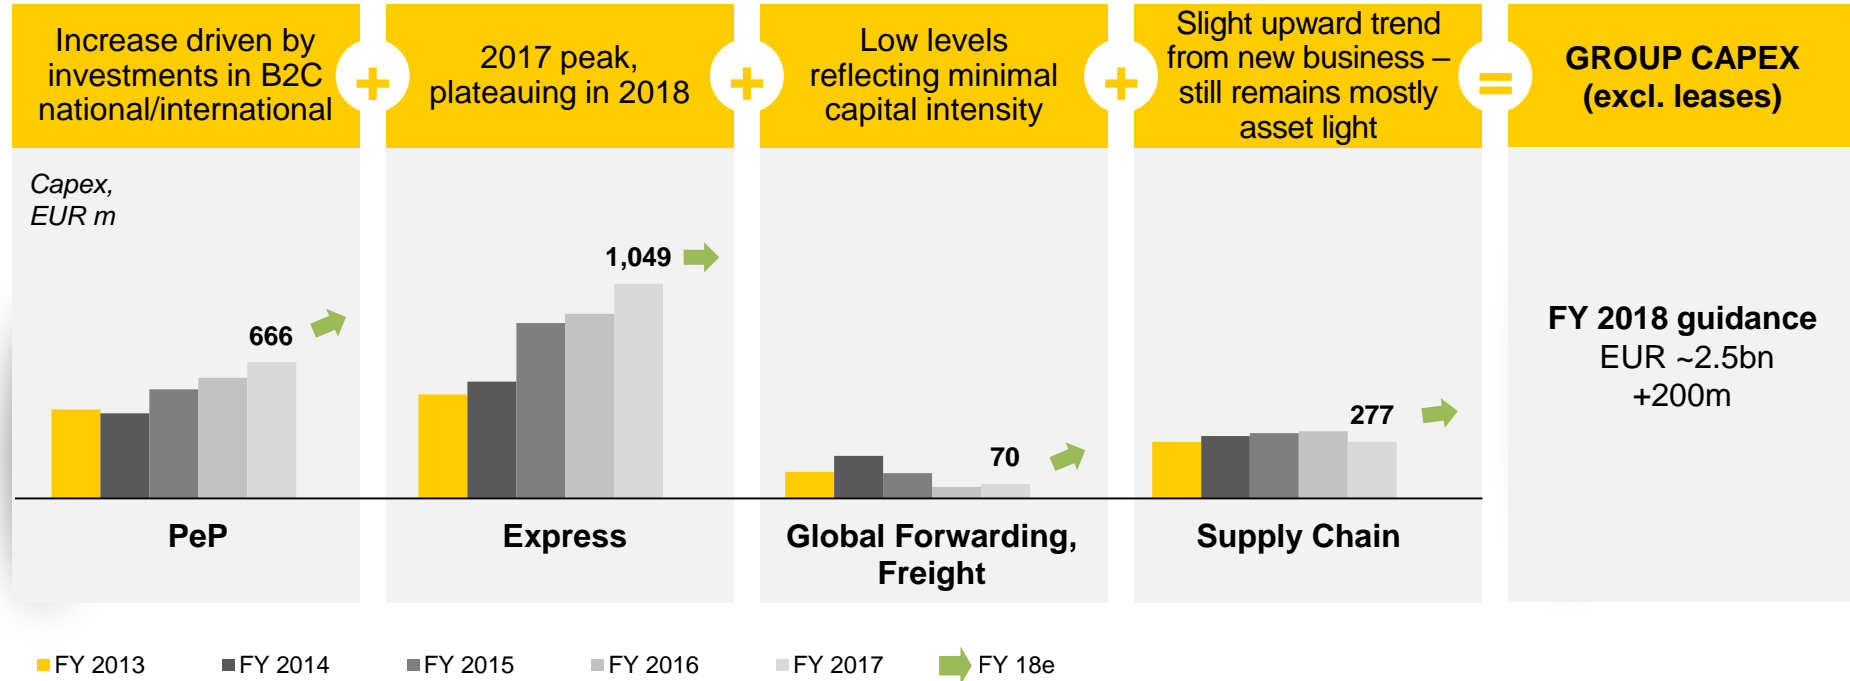 Increase driven by
investments in B2C
national/international
+
2017 peak,
plateauing in 2018
+
Low levels
reflecting minimal
capital intensity
+
Slight upward trend
from new business –
still remains mostly
asset light
=
GROUP CAPEX
(excl. leases)
Capex,
EUR m
666
1,049
70
277
FY 2018 guidance
EUR ~2.5bn
+200m
PeP
Express
Global Forwarding,
Freight
Supply Chain
FY 2013
FY 2014
FY 2015
FY 2016
FY 2017
FY 18e